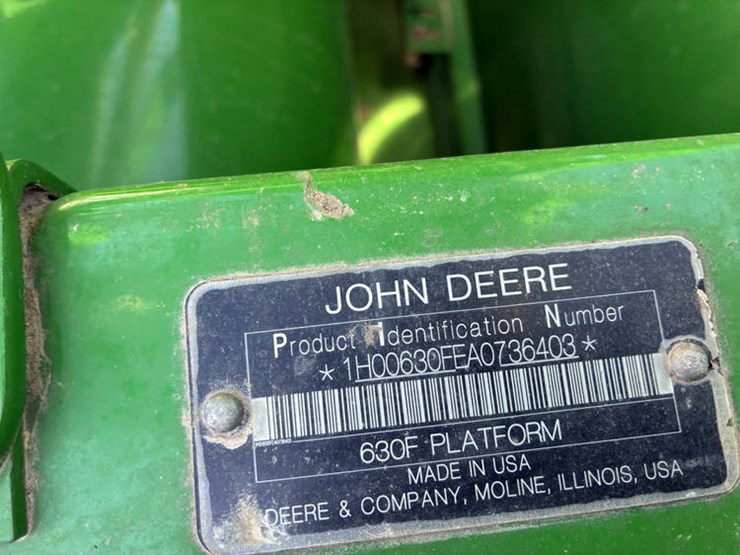 JOHN DEERE
Product Identification Number
*1H00630FEA0736403*
630F PLATFORM
MADE IN USA
DEERE & COMPANY, MOLINE, ILLINOIS, USA